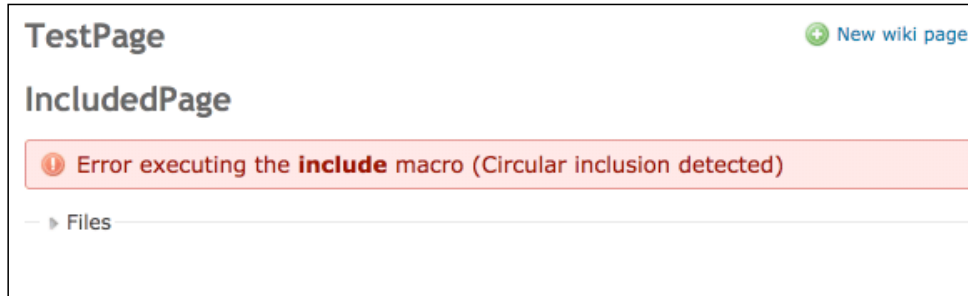 TestPage
New wiki page
IncludedPage
Error executing the include macro (Circular inclusion detected)
Files